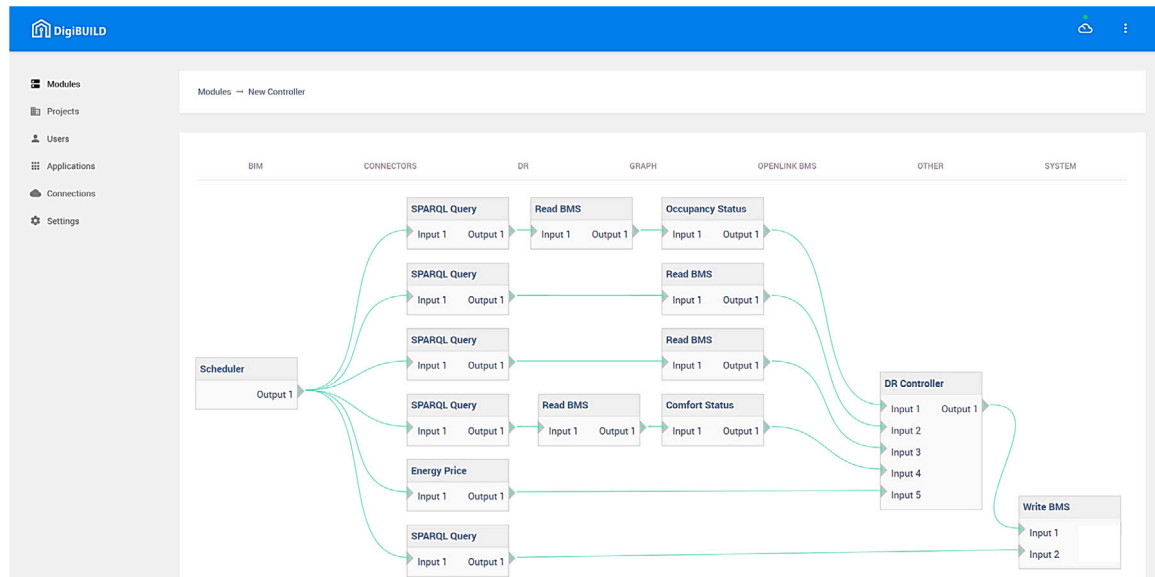 DigiBUILD
Modules
Projects
Users
Applications
Connections
Settings
Modules → New Controller
BIM CONNECTORS DR GRAPH OPENLINK BMS OTHER SYSTEM
SPARQL Query Read BMS Occupancy Status
Input 1 Output 1 Input 1 Output 1 Input 1 Output 1
SPARQL Query Read BMS
Input 1 Output 1 Input 1 Output 1
SPARQL Query Read BMS
Input 1 Output 1 Input 1 Output 1
Scheduler
Output 1
DR Controller
Input 1 Output 1
Input 2
Input 3
Input 4
Input 5
SPARQL Query Read BMS Comfort Status
Input 1 Output 1 Input 1 Output 1 Input 1 Output 1
Energy Price
Input 1 Output 1
Write BMS
Input 1
Input 2
SPARQL Query
Input 1 Output 1